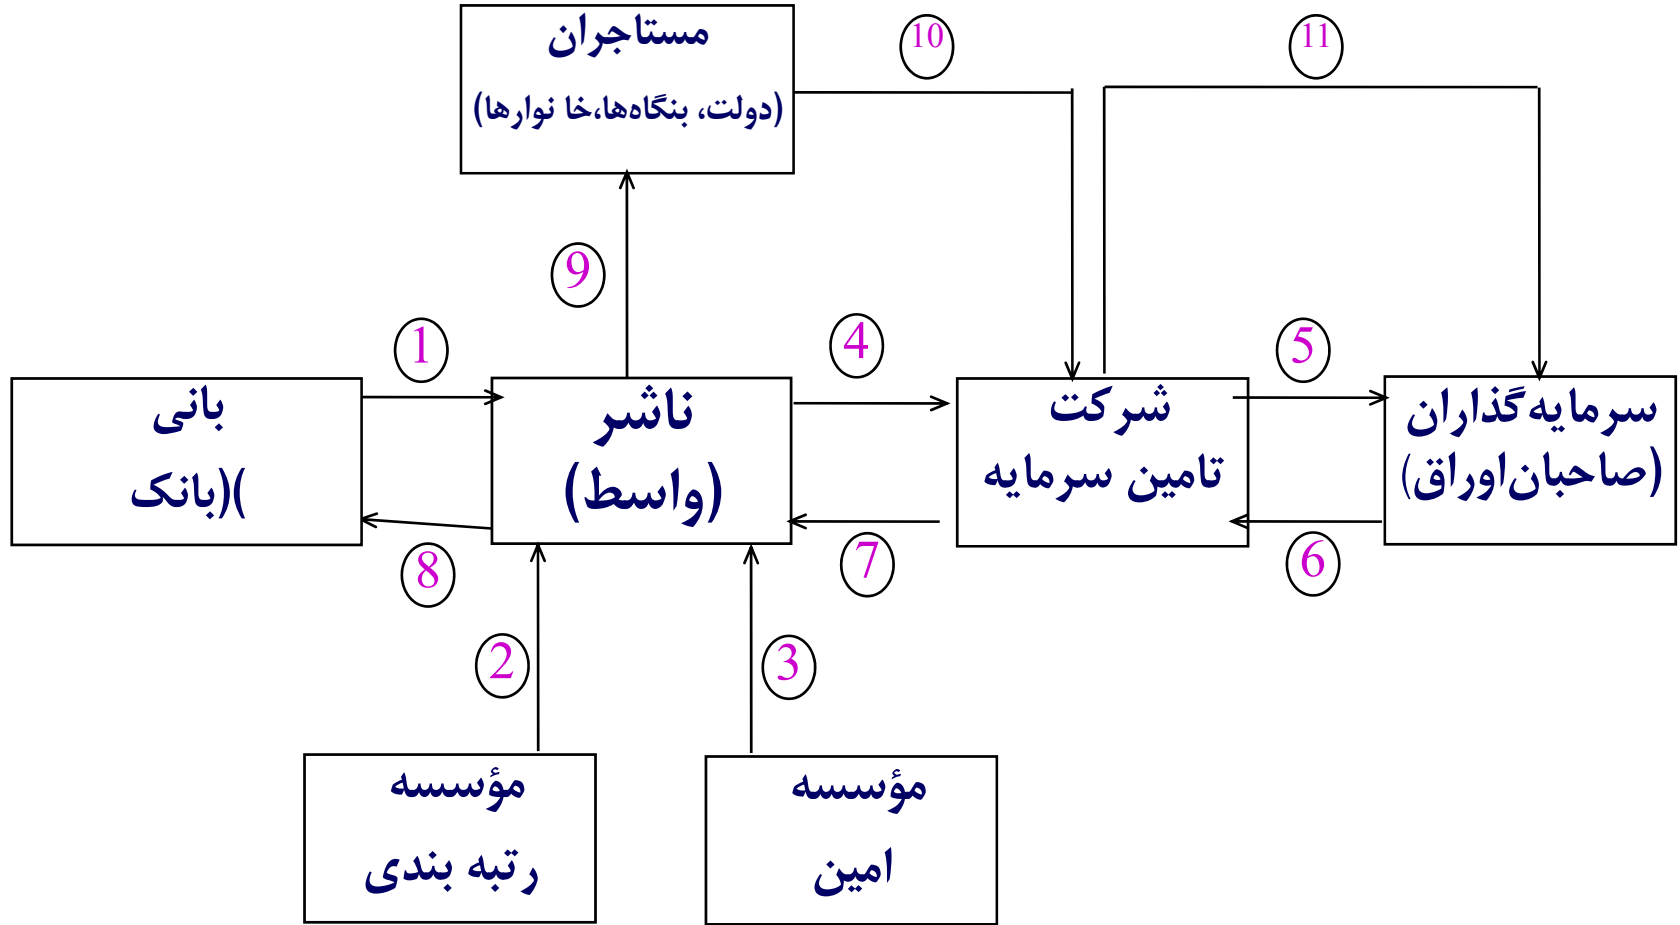 مستاجران
(دولت، بنگاه‌ها،خا نوارها)
10
11
9
1
4
5
بانی
)(بانک
ناشر
(واسط)
شرکت
تامین سرمایه
سرمایه‌گذاران
(صاحبان‌اوراق)
8
7
6
2
3
مؤسسه
رتبه بندی
مؤسسه
امین